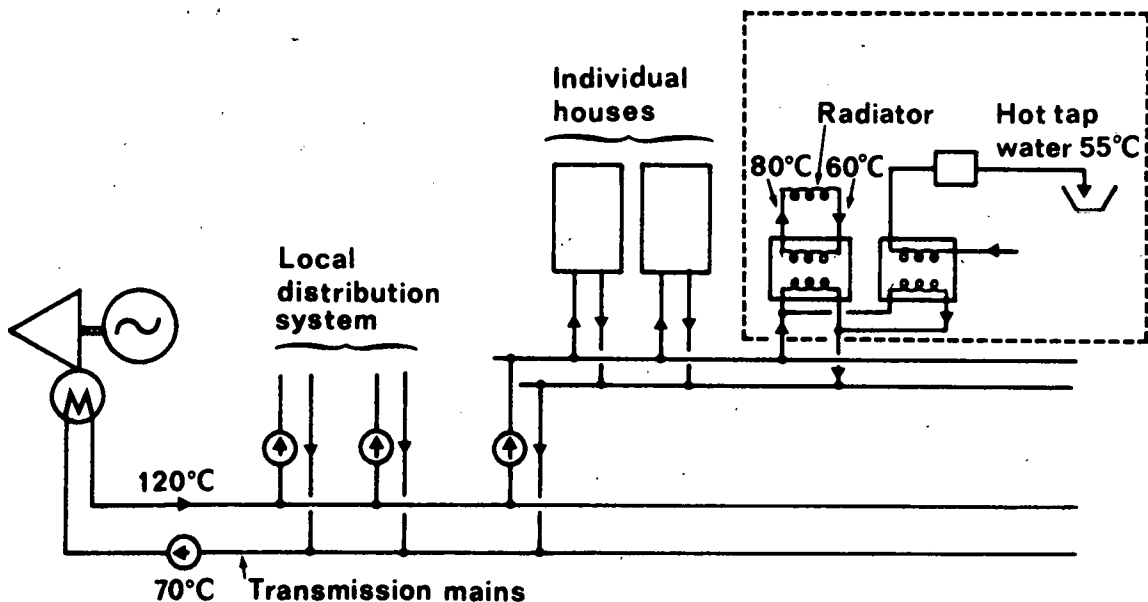 Individual
houses
Radiator
Hot tap
water 55°C
80°C 60°C
Local
distribution
system
120°C
70°C
Transmission mains